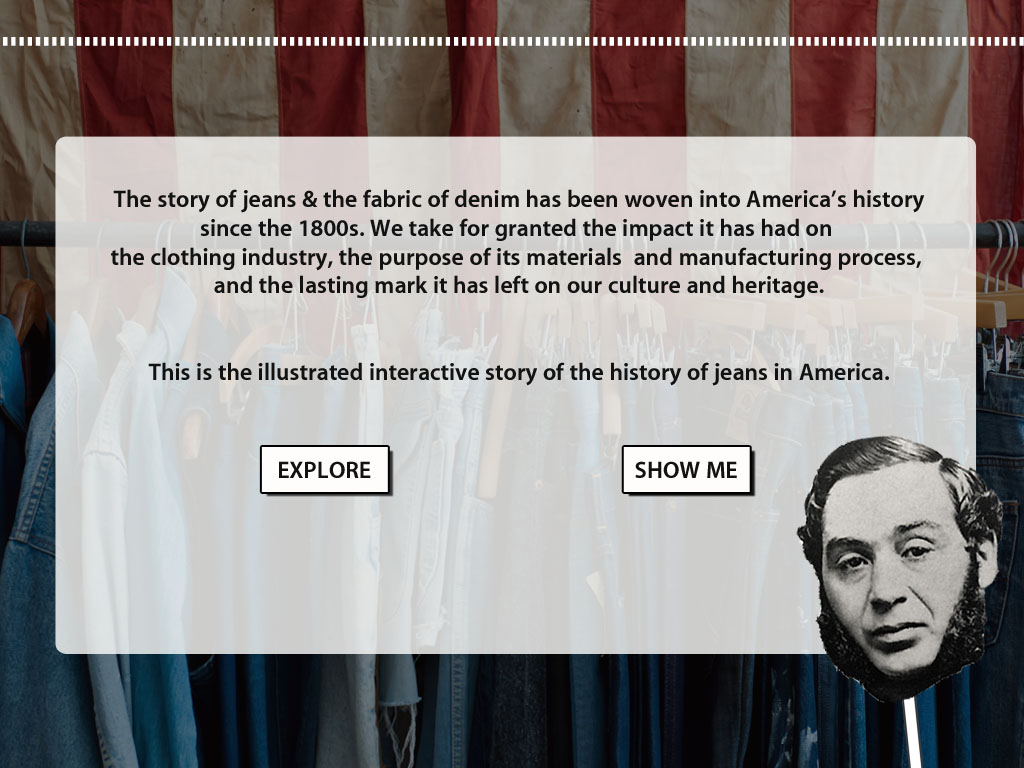 The story of jeans & the fabric of denim has been woven into America’s history
since the 1800s. We take for granted the impact it has had on
the clothing industry, the purpose of its materials  and manufacturing process,
and the lasting mark it has left on our culture and heritage.
This is the illustrated interactive story of the history of jeans in America.
EXPLORE
SHOW ME